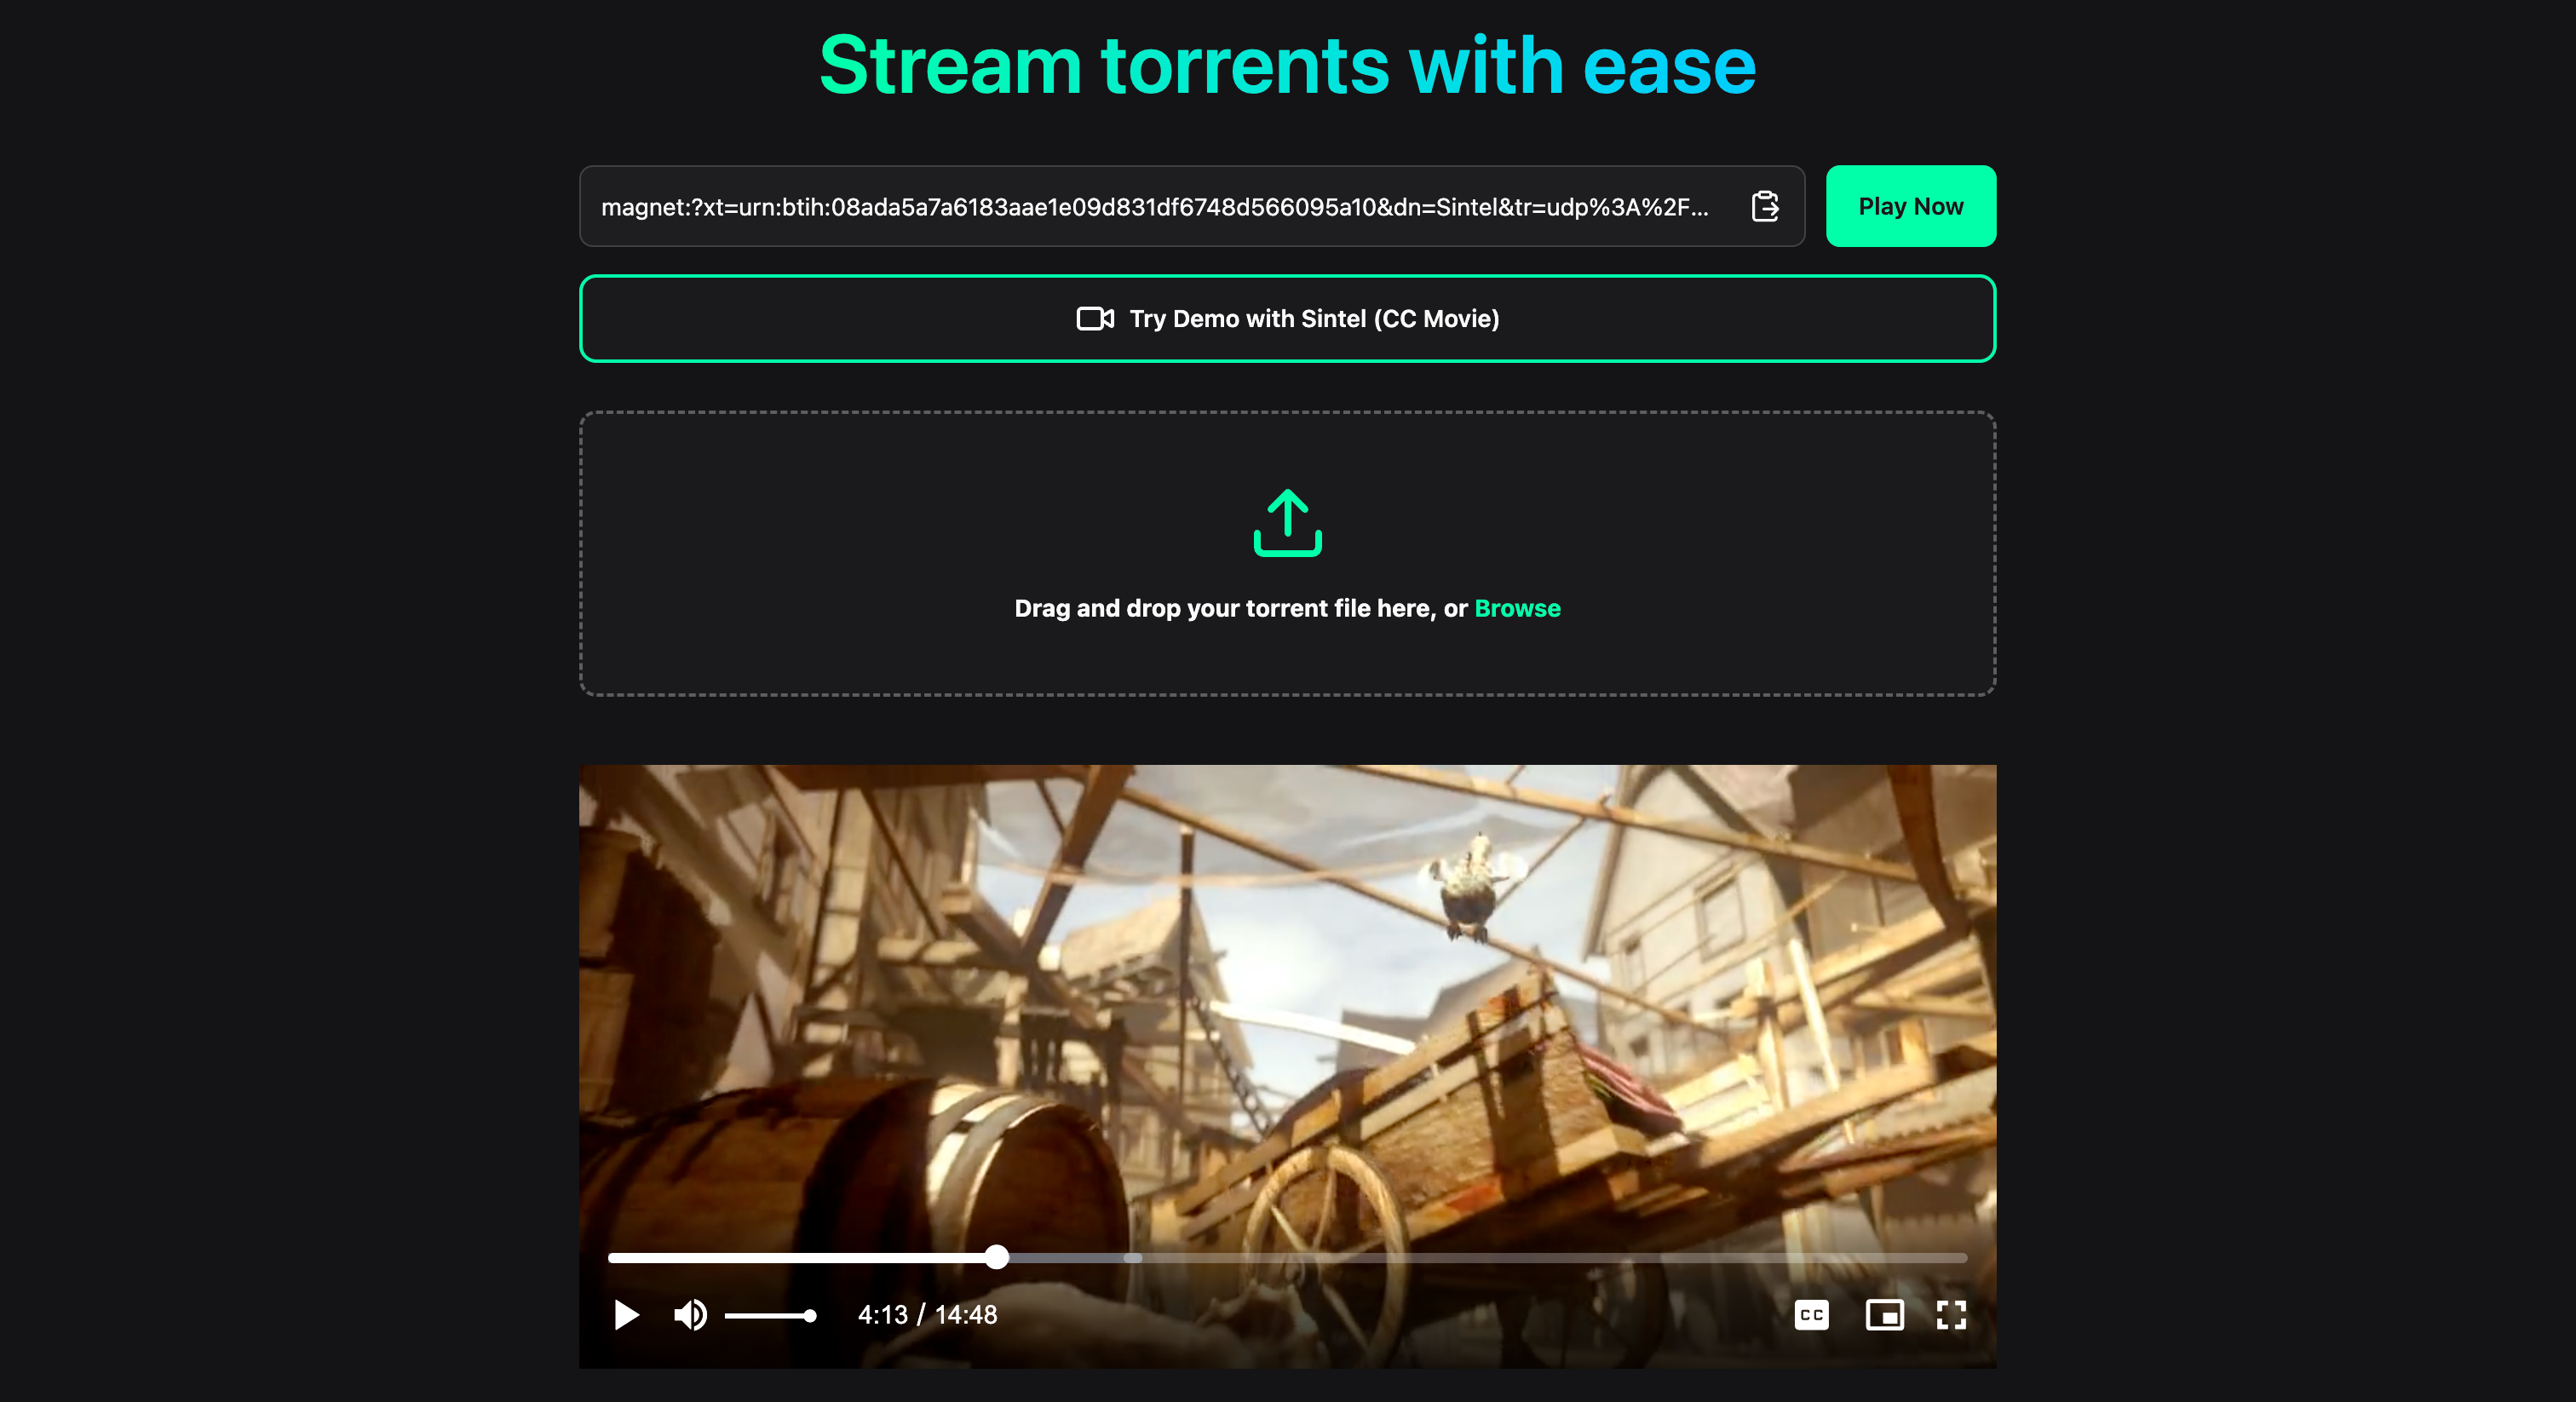 Stream torrents with ease
magnet:?xt=urn:btih:08ada5a7a6183aae1e09d831df6748d566095a10&dn=Sintel&tr=udp%3A%2F...
Play Now
Try Demo with Sintel (CC Movie)
Drag and drop your torrent file here, or Browse
4:13 / 14:48
CC